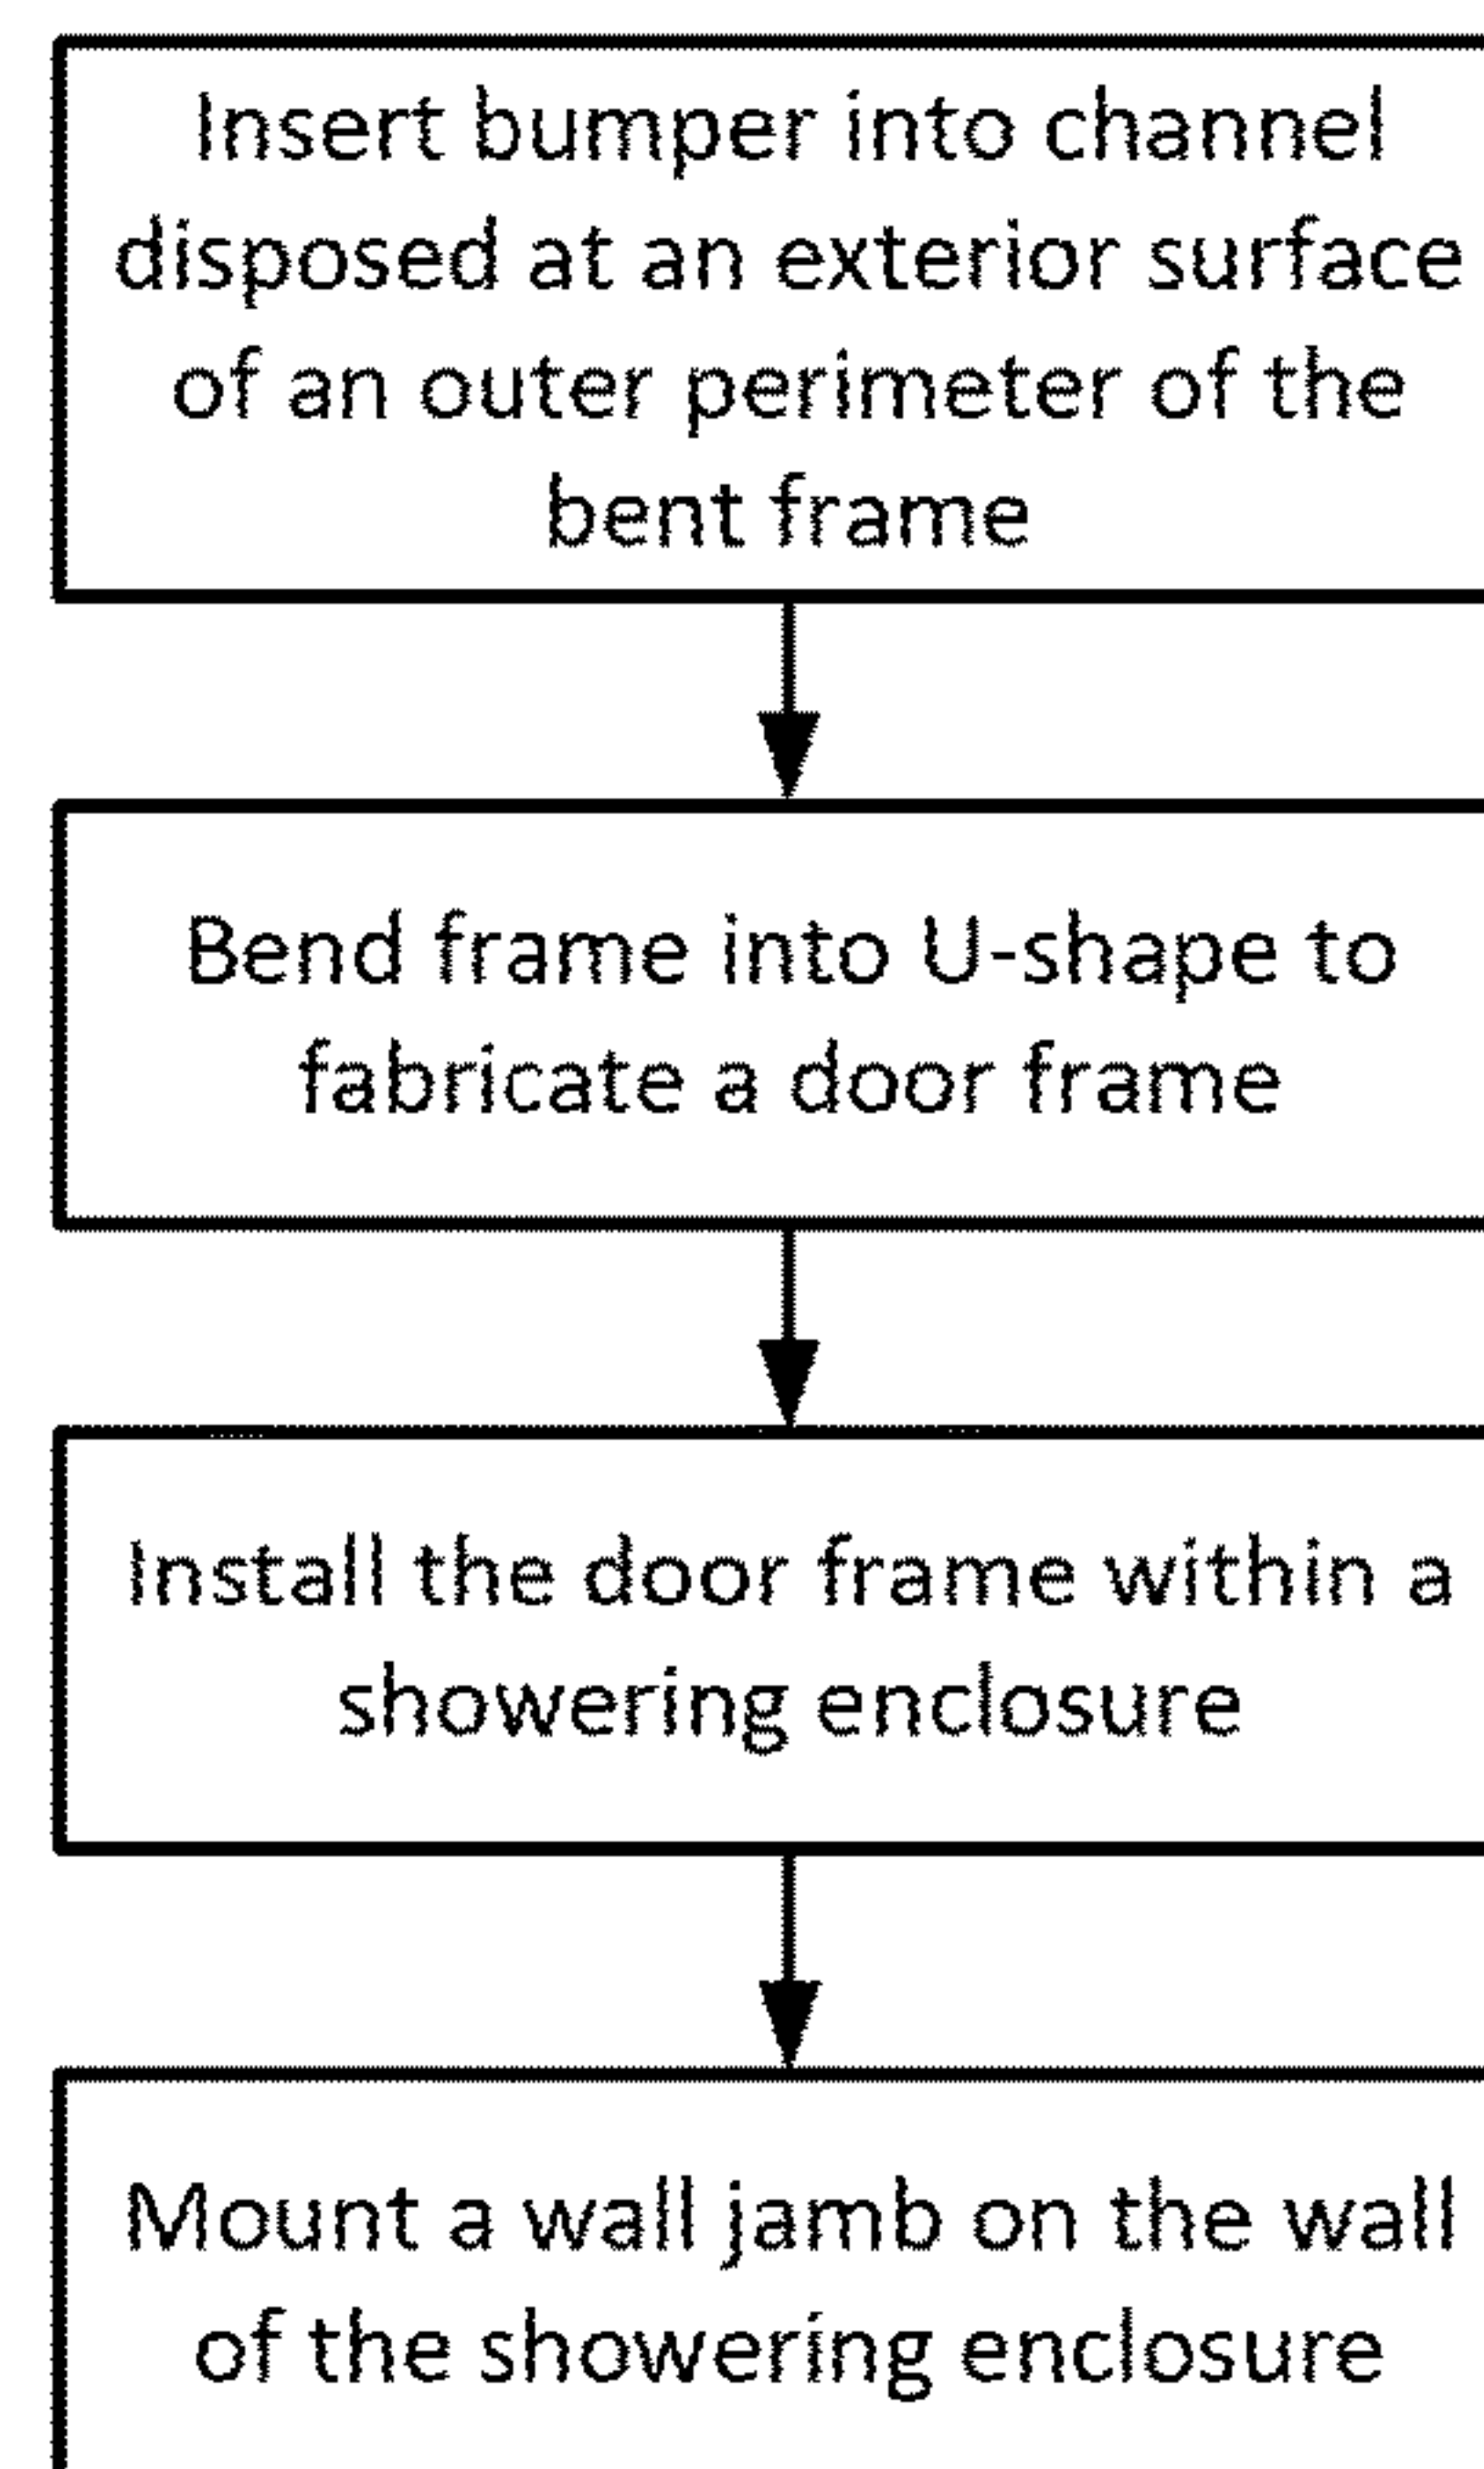 Insert bumper into channel
disposed at an exterior surface
of an outer perimeter of the
bent frame
Bend frame into U-shape to
fabricate a door frame
Install the door frame within a
showering enclosure
Mount a wall jamb on the wall
of the showering enclosure